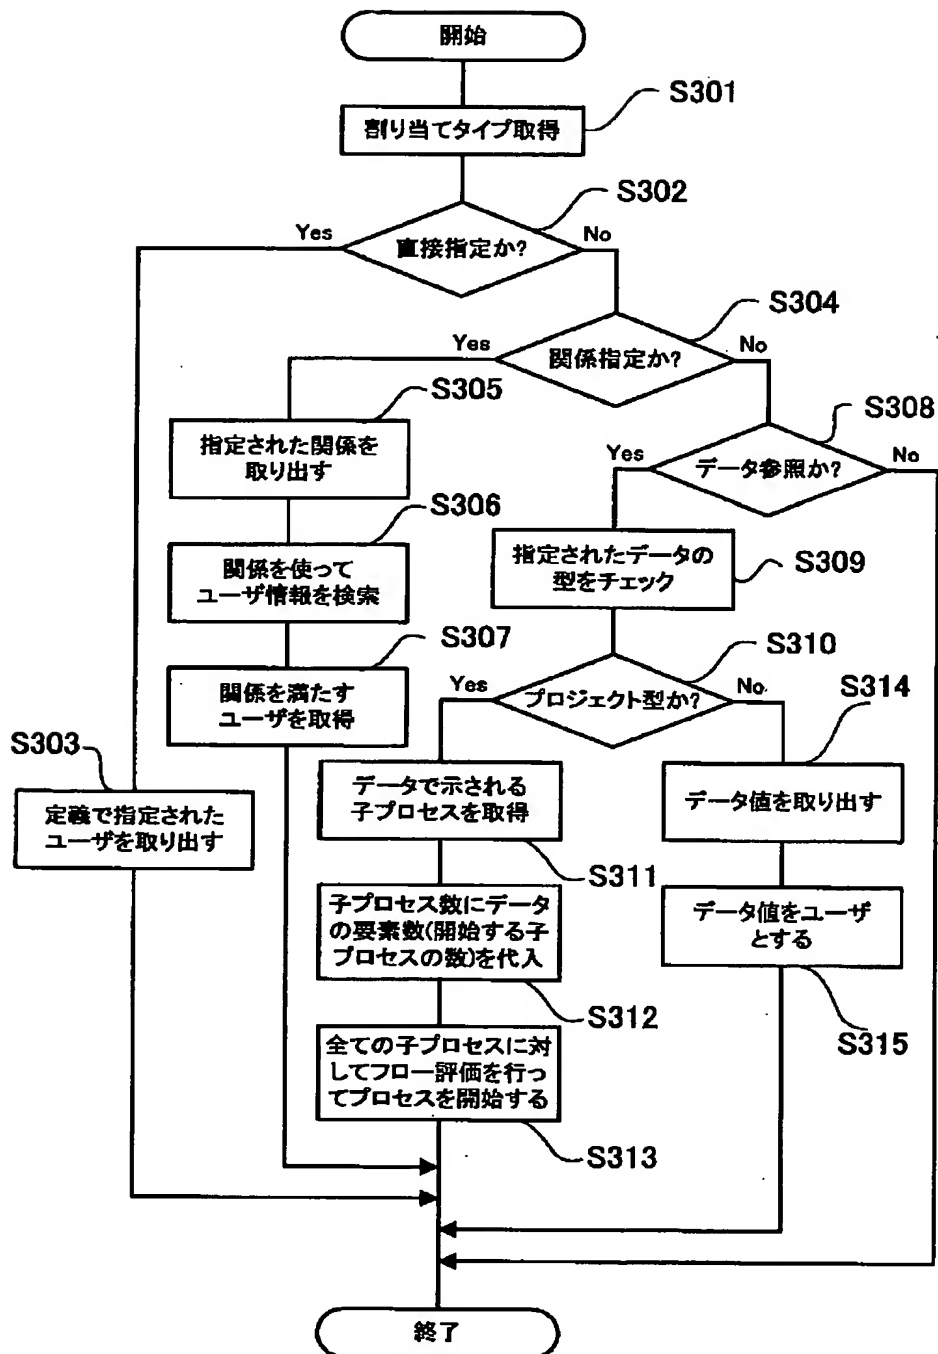 開始
S301
割り当てタイプ取得
S302
Yes
直接指定か?
No
S304
Yes
関係指定か?
No
S305
指定された関係を
取り出す
S308
Yes
データ参照か?
No
S306
関係を使って
ユーザ情報を検索
指定されたデータの
型をチェック
S309
S307
関係を満たす
ユーザを取得
S310
Yes
プロジェクト型か?
No
S314
S303
定義で指定された
ユーザを取り出す
データで示される
子プロセスを取得
データ値を取り出す
S311
子プロセス数にデータ
の要素数(開始する子
プロセスの数)を代入
データ値をユーザ
とする
S312
S315
全ての子プロセスに対
してフロー評価を行っ
てプロセスを開始する
S313
終了